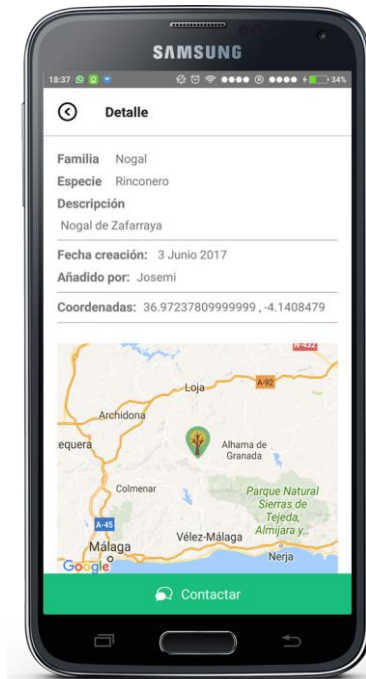 SAMSUNG
18:37 34%
Detalle
Familia Nogal
Especie Rinconero
Descripción
Nogal de Zafarraya
Fecha creación: 3 Junio 2017
Añadido por: Josemi
Coordenadas: 36.97237809999999 , -4.1408479
Loja
A-92
Archidona
equera
Alhama de
Granada
Colmenar
Parque Natural
Sierras de
Tejeda,
Almijara y...
A-45
Vélez-Málaga
Málaga
Nerja
Google
Contactar